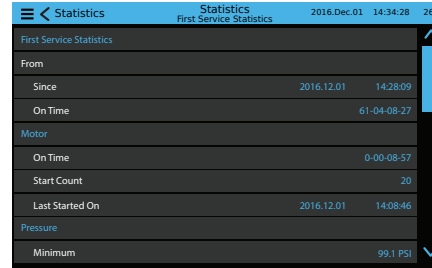 Statistics
Statistics
First Service Statistics
2016.Dec.01 14:34:28 26
First Service Statistics
From
Since 2016.12.01 14:28:09
On Time 61-04-08-27
Motor
On Time 0-00-08-57
Start Count 20
Last Started On 2016.12.01 14:08:46
Pressure
Minimum 99.1 PSI